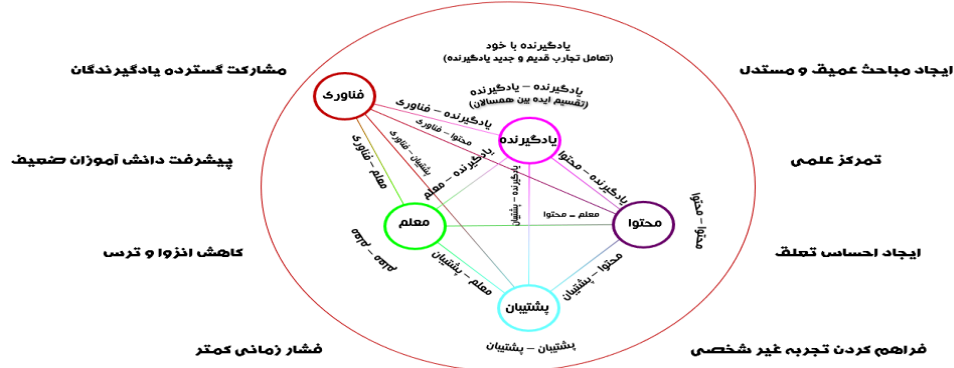 یادگیرنده با خود
(تعامل تجارب قدیم و جدید یادگیرنده)
ایجاد مباحث عمیق و مستدل
مشارکت گسترده یادگیرندگان
یادگیرنده – یادگیرنده
(تقسیم ایده بین همسالان)
فناوری
یادگیرنده – فناوری
محتوا – فناوری
یادگیرنده
پشتیبان – فناوری
معلم – فناوری
یادگیرنده – معلم
یادگیرنده – محتوا
یادگیرنده – پشتیبان
تمرکز علمی
پیشرفت دانش آموزان ضعیف
محتوا
معلم – محتوا
معلم
محتوا – محتوا
معلم – معلم
ایجاد احساس تعلق
کاهش انزوا و ترس
محتوا – پشتیبان
معلم – پشتیبان
پشتیبان
پشتیبان – پشتیبان
فراهم کردن تجربه غیر شخصی
فشار زمانی کمتر